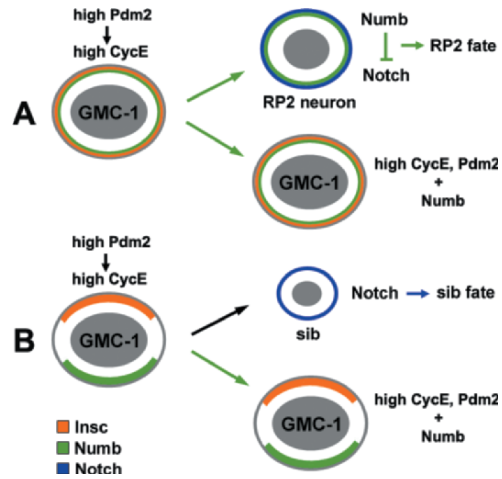 high Pdm2
high CycE
A
GMC-1
Numb
Notch
RP2 fate
RP2 neuron
GMC-1
high CycE, Pdm2
+
Numb
high Pdm2
high CycE
B
GMC-1
Notch
sib fate
sib
GMC-1
high CycE, Pdm2
+
Numb
Insc
Numb
Notch